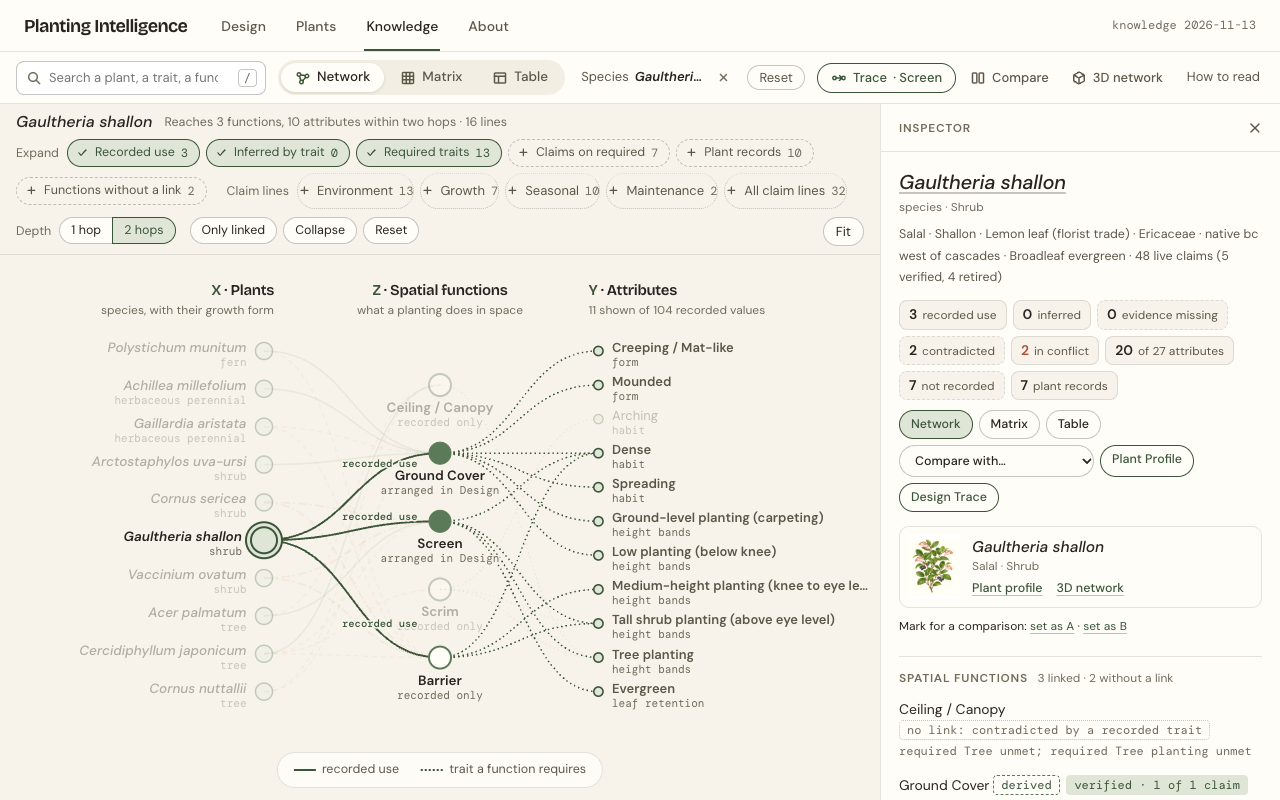 Planting Intelligence Design Plants Knowledge About knowledge 2026-11-13
Search a plant, a trait, a func / Network Matrix Table Species Gaultheri… × Reset Trace · Screen Compare 3D network How to read
Gaultheria shallon Reaches 3 functions, 10 attributes within two hops · 16 lines
Expand ✓ Recorded use 3 ✓ Inferred by trait 0 ✓ Required traits 13 + Claims on required 7 + Plant records 10
+ Functions without a link 2 Claim lines + Environment 13 + Growth 7 + Seasonal 10 + Maintenance 2 + All claim lines 32
Depth 1 hop 2 hops Only linked Collapse Reset Fit
X · Plants
species, with their growth form
Z · Spatial functions
what a planting does in space
Y · Attributes
11 shown of 104 recorded values
Polystichum munitum
fern
Achillea millefolium
herbaceous perennial
Gaillardia aristata
herbaceous perennial
Arctostaphylos uva-ursi
shrub
Cornus sericea
shrub
Gaultheria shallon
shrub
Vaccinium ovatum
shrub
Acer palmatum
tree
Cercidiphyllum japonicum
tree
Cornus nuttallii
tree
recorded use
recorded use
recorded use
Ceiling / Canopy
recorded only
Ground Cover
arranged in Design
Screen
arranged in Design
Scrim
recorded only
Barrier
recorded only
Creeping / Mat-like
form
Mounded
form
Arching
habit
Dense
habit
Spreading
habit
Ground-level planting (carpeting)
height bands
Low planting (below knee)
height bands
Medium-height planting (knee to eye le…
height bands
Tall shrub planting (above eye level)
height bands
Tree planting
height bands
Evergreen
leaf retention
recorded use trait a function requires
INSPECTOR ×
Gaultheria shallon
species · Shrub
Salal · Shallon · Lemon leaf (florist trade) · Ericaceae · native bc
west of cascades · Broadleaf evergreen · 48 live claims (5
verified, 4 retired)
3 recorded use 0 inferred 0 evidence missing
2 contradicted 2 in conflict 20 of 27 attributes
7 not recorded 7 plant records
Network Matrix Table
Compare with… Plant Profile
Design Trace
Gaultheria shallon
Salal · Shrub
Plant profile 3D network
Mark for a comparison: set as A · set as B
SPATIAL FUNCTIONS 3 linked · 2 without a link
Ceiling / Canopy
no link: contradicted by a recorded trait
required Tree unmet; required Tree planting unmet
Ground Cover derived verified · 1 of 1 claim